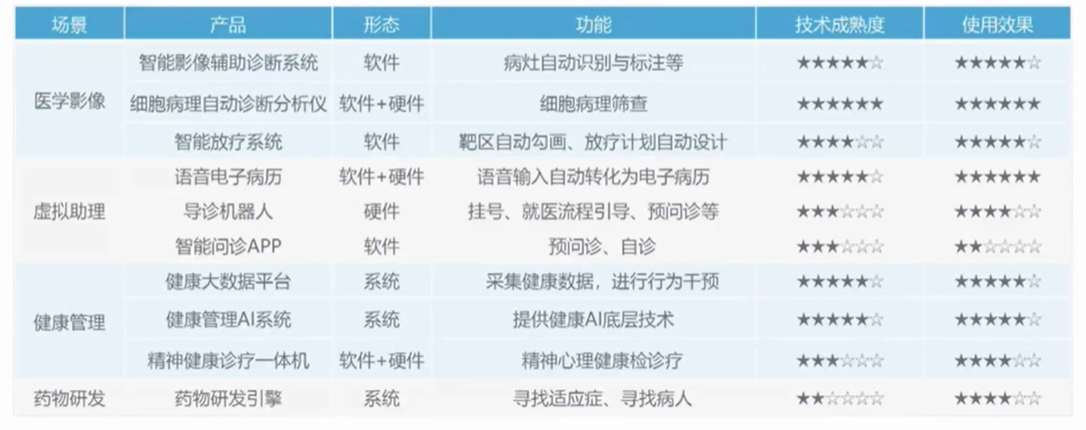 场景 产品 形态 功能 技术成熟度 使用效果
智能影像辅助诊断系统 软件 病灶自动识别与标注等 ★★★★★☆ ★★★★★☆
医学影像 细胞病理自动诊断分析仪 软件+硬件 细胞病理筛查 ★★★★★★ ★★★★★★
智能放疗系统 软件 靶区自动勾画、放疗计划自动设计 ★★★★☆☆ ★★★★★☆
语音电子病历 软件+硬件 语音输入自动转化为电子病历 ★★★★★☆ ★★★★★★
虚拟助理 导诊机器人 硬件 挂号、就医流程引导、预问诊等 ★★★☆☆☆ ★★★★☆☆
智能问诊APP 软件 预问诊、自诊 ★★★☆☆☆ ★★☆☆☆☆
健康大数据平台 系统 采集健康数据，进行行为干预 ★★★★★☆ ★★★★★☆
健康管理 健康管理AI系统 系统 提供健康AI底层技术 ★★★★★☆ ★★★★★☆
精神健康诊疗一体机 软件+硬件 精神心理健康检诊疗 ★★★☆☆☆ ★★★★☆☆
药物研发 药物研发引擎 系统 寻找适应症、寻找病人 ★★☆☆☆☆ ★★★★☆☆